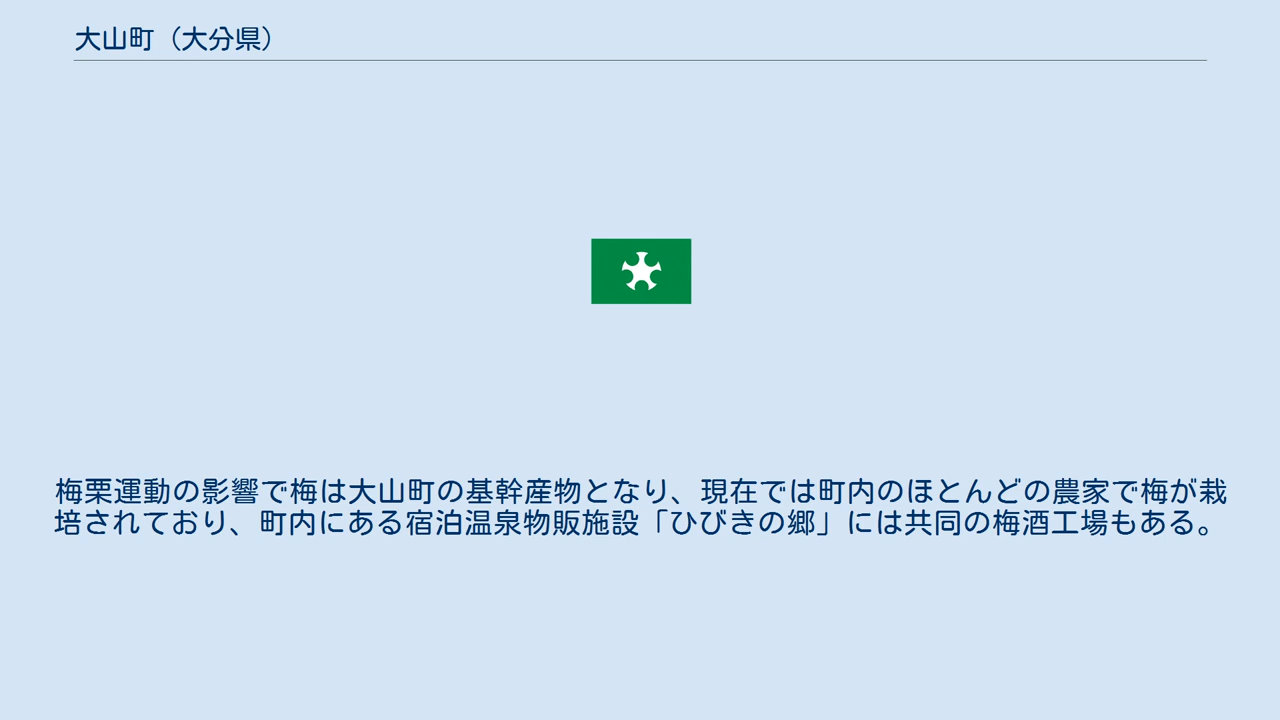 大山町（大分県）
梅栗運動の影響で梅は大山町の基幹産物となり、現在では町内のほとんどの農家で梅が栽
培されており、町内にある宿泊温泉物販施設「ひびきの郷」には共同の梅酒工場もある。